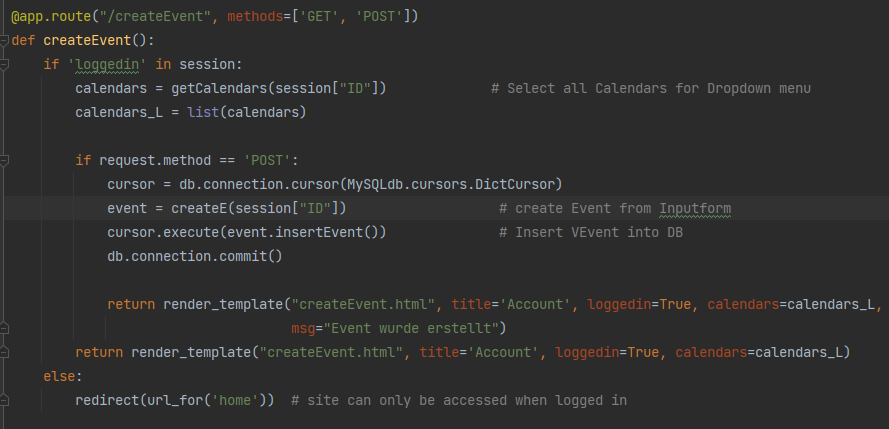 @app.route("/createEvent", methods=['GET', 'POST'])
def createEvent():
    if 'loggedin' in session:
        calendars = getCalendars(session["ID"])             # Select all Calendars for Dropdown menu
        calendars_L = list(calendars)

        if request.method == 'POST':
            cursor = db.connection.cursor(MySQLdb.cursors.DictCursor)
            event = createE(session["ID"])                   # create Event from Inputform
            cursor.execute(event.insertEvent())              # Insert VEvent into DB
            db.connection.commit()

            return render_template("createEvent.html", title='Account', loggedin=True, calendars=calendars_L,
                                   msg="Event wurde erstellt")
        return render_template("createEvent.html", title='Account', loggedin=True, calendars=calendars_L)
    else:
        redirect(url_for('home'))  # site can only be accessed when logged in